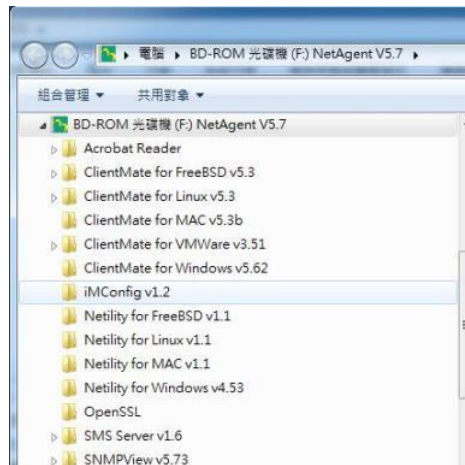 電腦 BD-ROM 光碟機 (F:) NetAgent V5.7
組合管理 共用對象
BD-ROM 光碟機 (F:) NetAgent V5.7
Acrobat Reader
ClientMate for FreeBSD v5.3
ClientMate for Linux v5.3
ClientMate for MAC v5.3b
ClientMate for VMWare v3.51
ClientMate for Windows v5.62
iMConfig v1.2
Netility for FreeBSD v1.1
Netility for Linux v1.1
Netility for MAC v1.1
Netility for Windows v4.53
OpenSSL
SMS Server v1.6
SNMPView v5.73